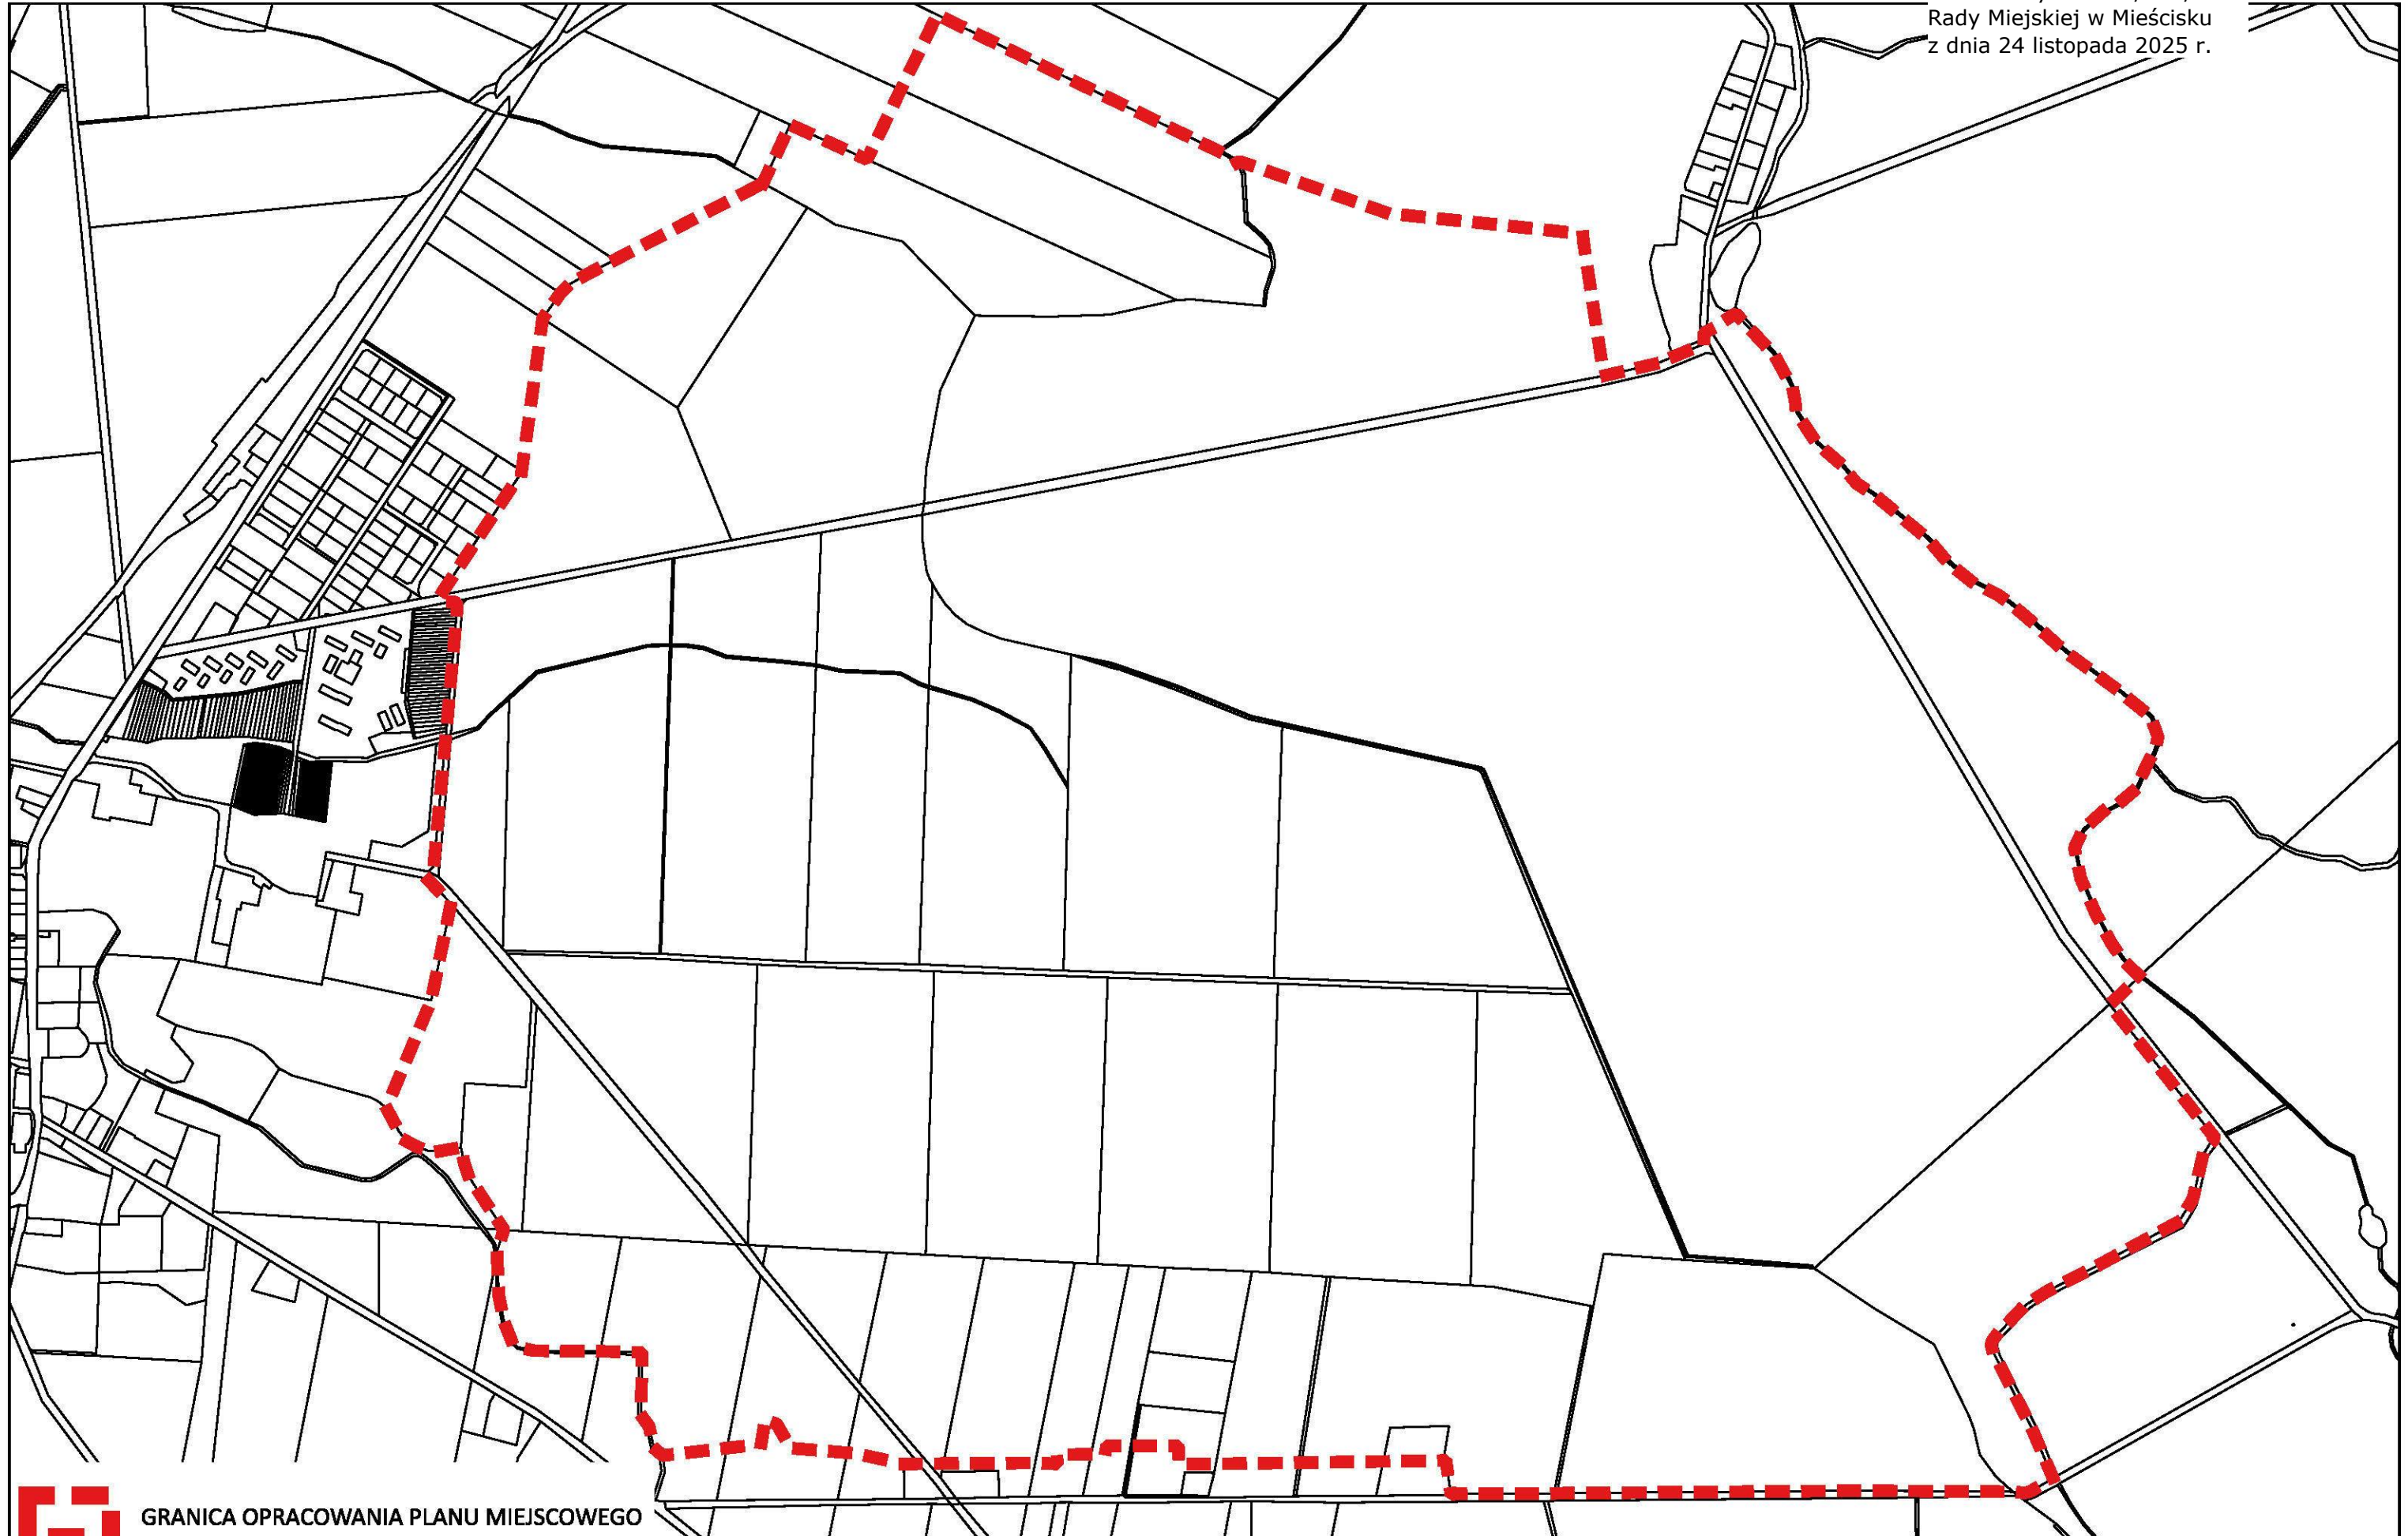 Rady Miejskiej w Mieścisku
z dnia 24 listopada 2025 r.
GRANICA OPRACOWANIA PLANU MIEJSCOWEGO